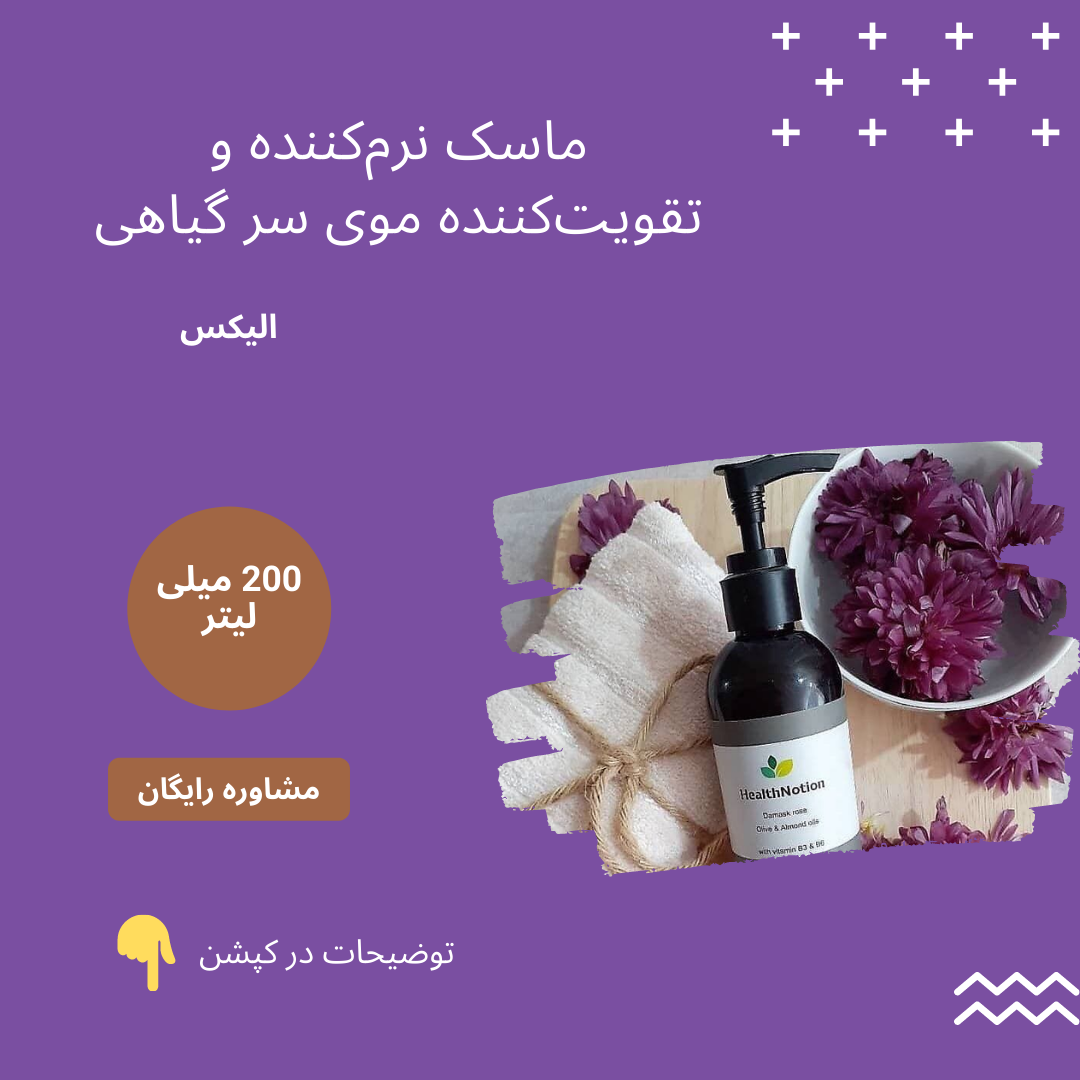 ماسک نرم‌کننده و
تقویت‌کننده موی سر گیاهی
الیکس
200 میلی
لیتر
مشاوره رایگان
توضیحات در کپشن
HealthNotion
Damask rose
Olive & Almond oils
with vitamin B3 & B6